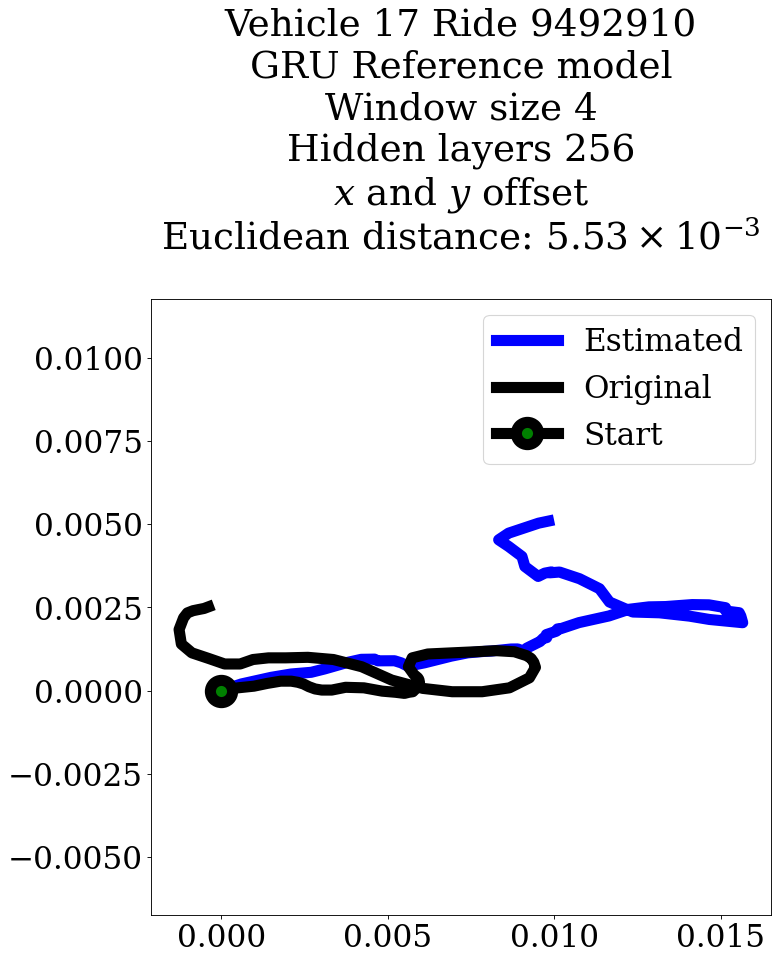 Vehicle 17 Ride 9492910
GRU Reference model
Window size 4
Hidden layers 256
x and y offset
Euclidean distance: 5.53 × 10⁻³
Estimated
Original
Start
0.0100
0.0075
0.0050
0.0025
0.0000
−0.0025
−0.0050
0.000 0.005 0.010 0.015